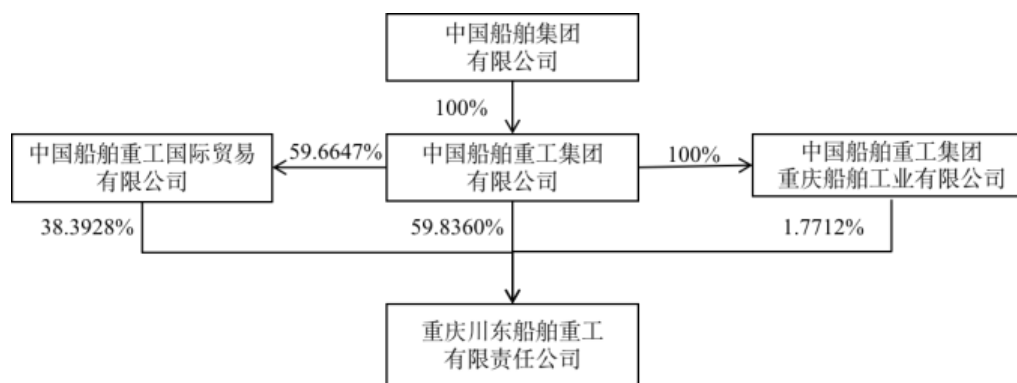 中国船舶集团
有限公司
100%
中国船舶重工国际贸易
有限公司
59.6647%
中国船舶重工集团
有限公司
100%
中国船舶重工集团
重庆船舶工业有限公司
38.3928%
59.8360%
1.7712%
重庆川东船舶重工
有限责任公司